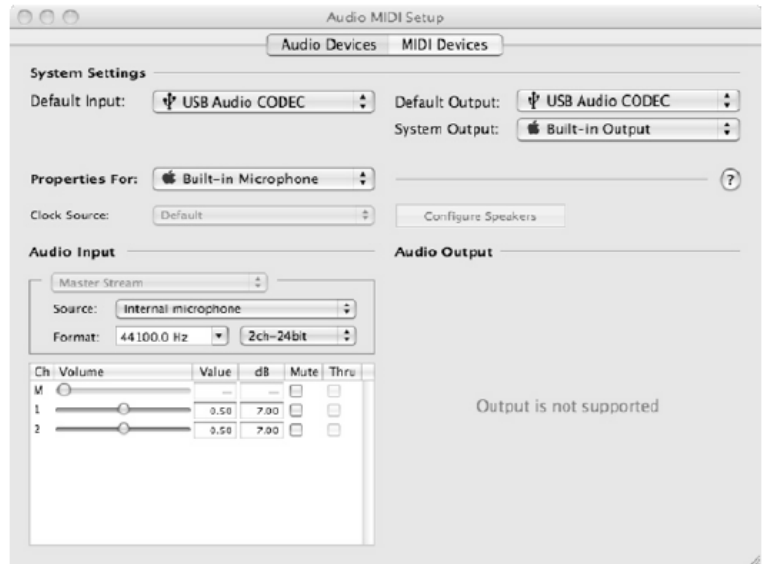 Audio MIDI Setup
Audio Devices MIDI Devices
System Settings
Default Input: USB Audio CODEC
Default Output: USB Audio CODEC
System Output: Built-in Output
Properties For: Built-in Microphone
?
Clock Source: Default
Configure Speakers
Audio Input
Master Stream
Source: Internal microphone
Format: 44100.0 Hz 2ch-24bit
Ch Volume Value dB Mute Thru
M — —
1 0.50 7.00
2 0.50 7.00
Audio Output
Output is not supported